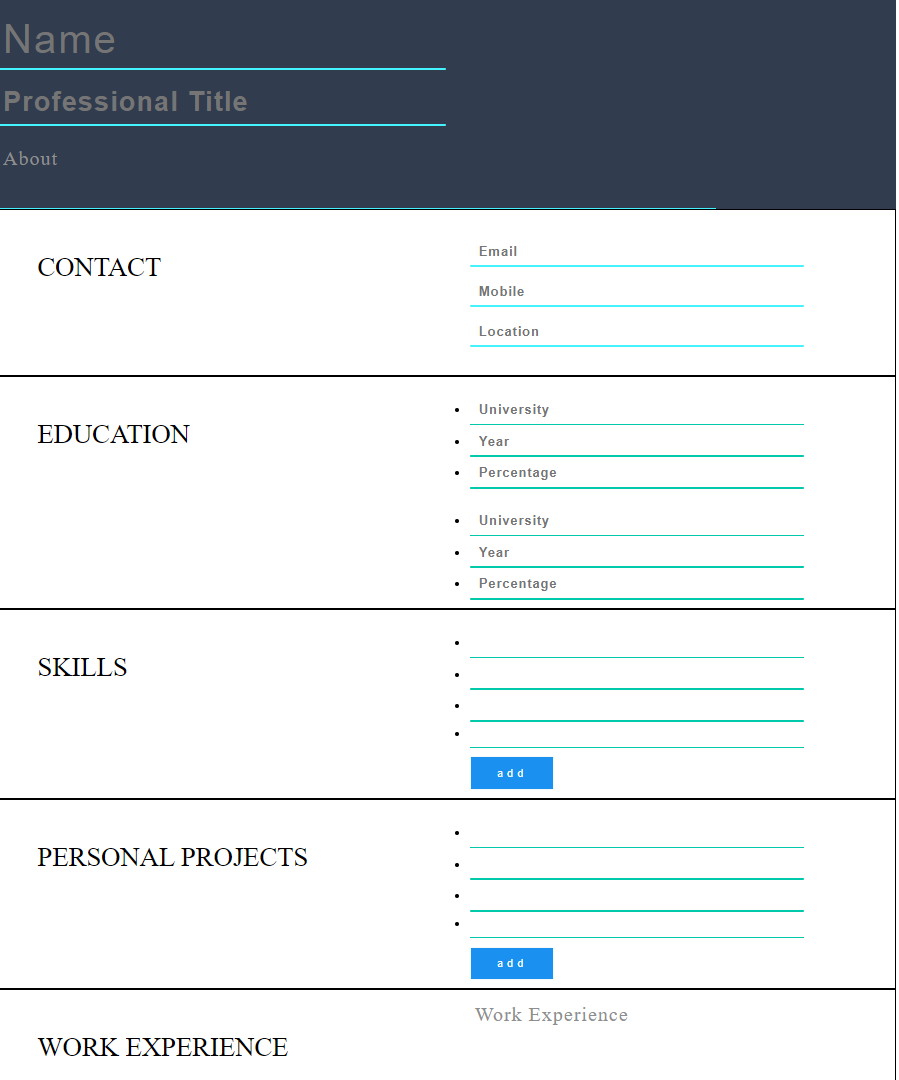 Name
Professional Title
About
CONTACT
Email
Mobile
Location
EDUCATION
University
Year
Percentage
University
Year
Percentage
SKILLS
add
PERSONAL PROJECTS
add
Work Experience
WORK EXPERIENCE